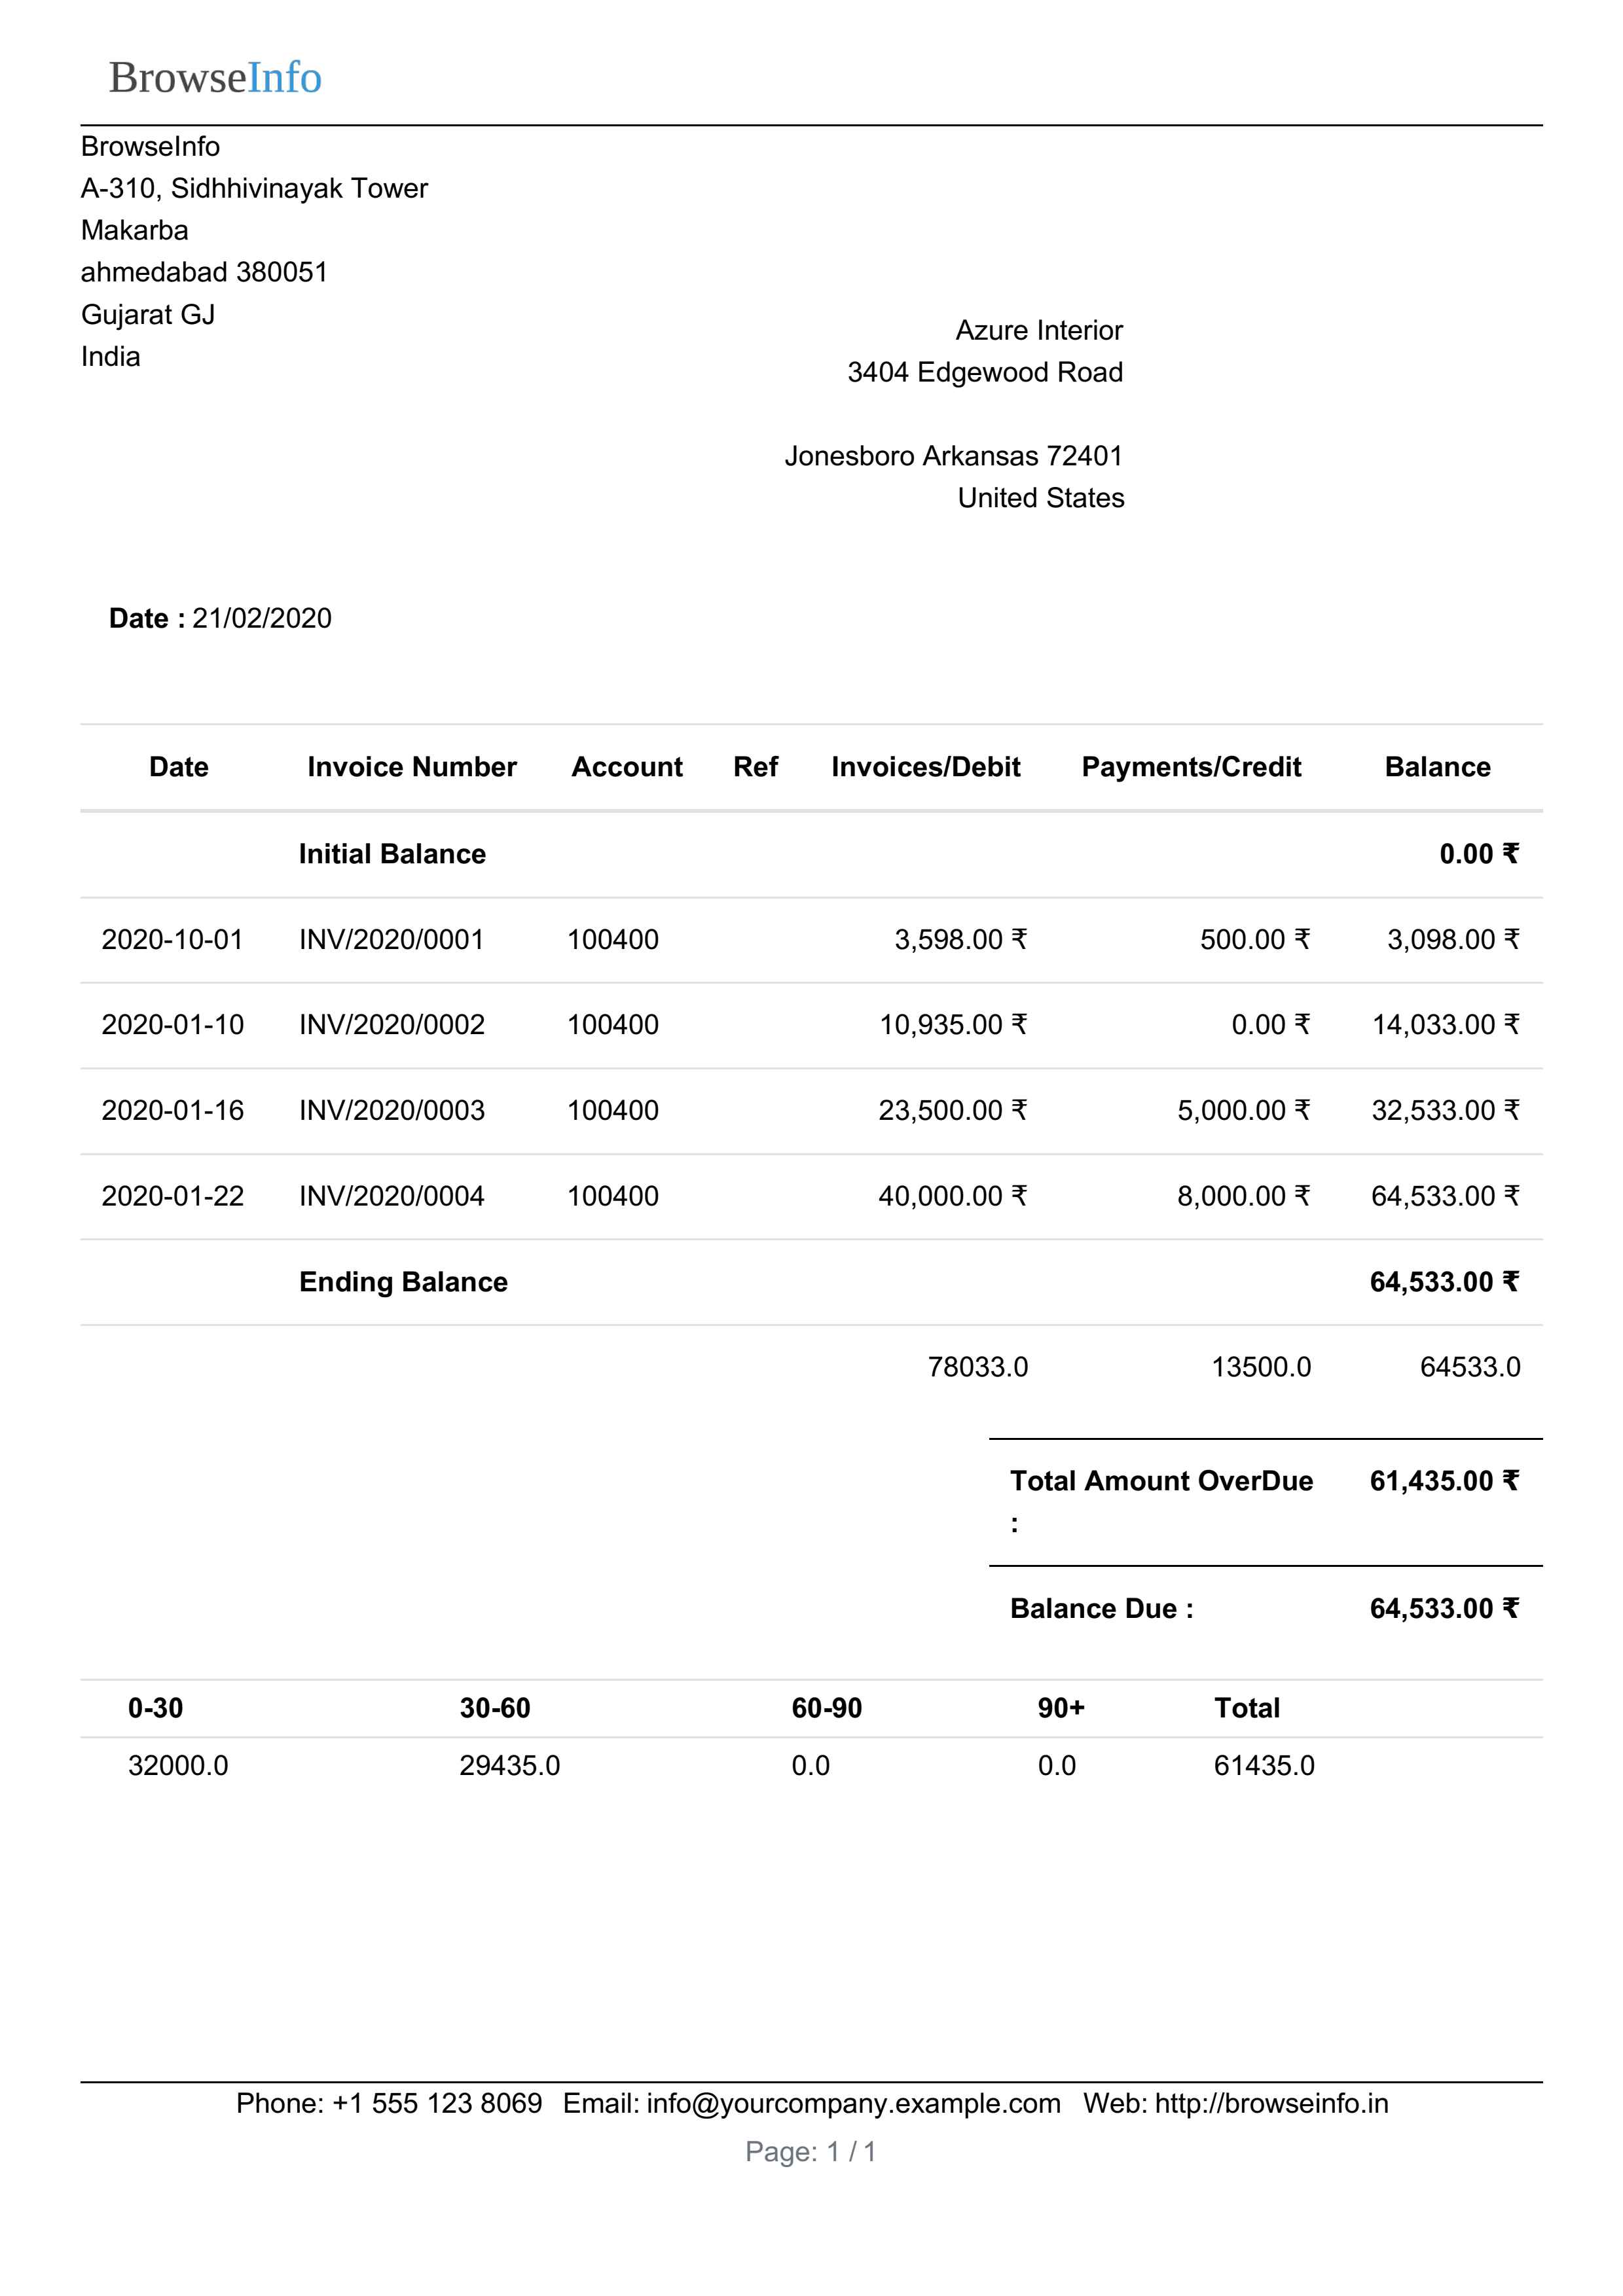 BrowseInfo
BrowseInfo
A-310, Sidhhivinayak Tower
Makarba
ahmedabad 380051
Gujarat GJ
India
Azure Interior
3404 Edgewood Road
Jonesboro Arkansas 72401
United States
Date : 21/02/2020
Date Invoice Number Account Ref Invoices/Debit Payments/Credit Balance
Initial Balance 0.00 ₹
2020-10-01 INV/2020/0001 100400 3,598.00 ₹ 500.00 ₹ 3,098.00 ₹
2020-01-10 INV/2020/0002 100400 10,935.00 ₹ 0.00 ₹ 14,033.00 ₹
2020-01-16 INV/2020/0003 100400 23,500.00 ₹ 5,000.00 ₹ 32,533.00 ₹
2020-01-22 INV/2020/0004 100400 40,000.00 ₹ 8,000.00 ₹ 64,533.00 ₹
Ending Balance 64,533.00 ₹
78033.0 13500.0 64533.0
Total Amount OverDue 61,435.00 ₹
:
Balance Due : 64,533.00 ₹
0-30 30-60 60-90 90+ Total
32000.0 29435.0 0.0 0.0 61435.0
Phone: +1 555 123 8069 Email: info@yourcompany.example.com Web: http://browseinfo.in
Page: 1 / 1